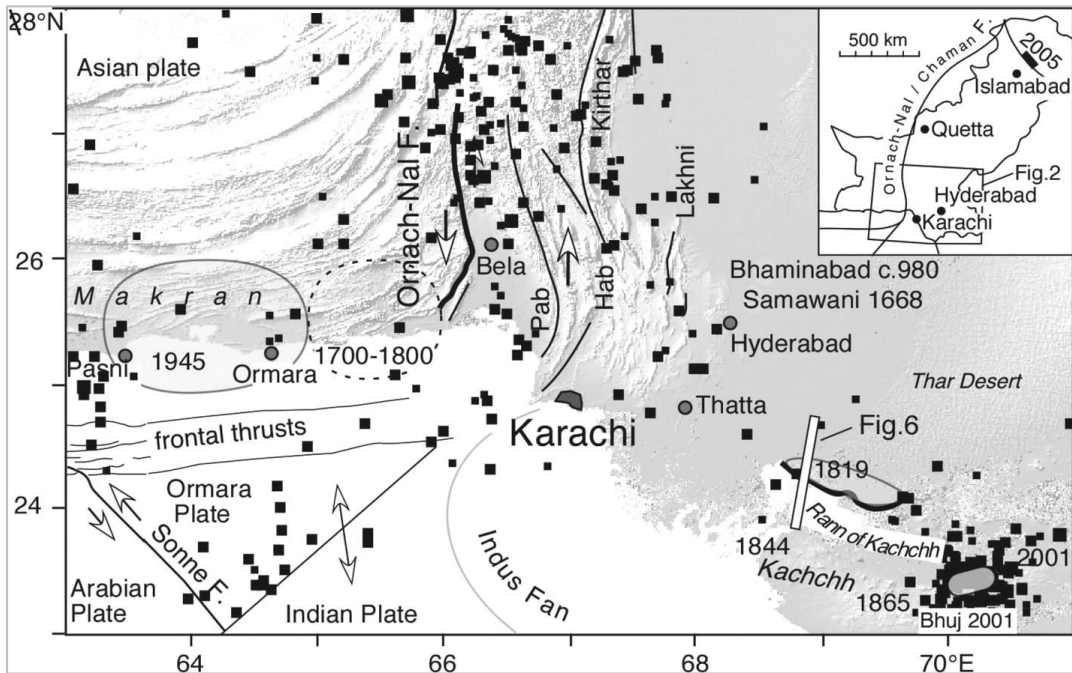 28°N
Asian plate
Ornach-Nal F.
Kirthar
Lakhni
500 km
Ornach-Nal / Chaman F.
2005
Islamabad
Quetta
Fig.2
Hyderabad
Karachi
26
Makran
Bela
Pab
Hab
Bhaminabad c.980
Samawani 1668
Hyderabad
Pasni
1945
Ormara
1700-1800
Thatta
Thar Desert
frontal thrusts
Karachi
Fig.6
1819
24
Ormara
Plate
Sonne F.
Arabian
Plate
Indian Plate
Indus Fan
1844
Rann of Kachchh
Kachchh
2001
1865
Bhuj 2001
64
66
68
70°E